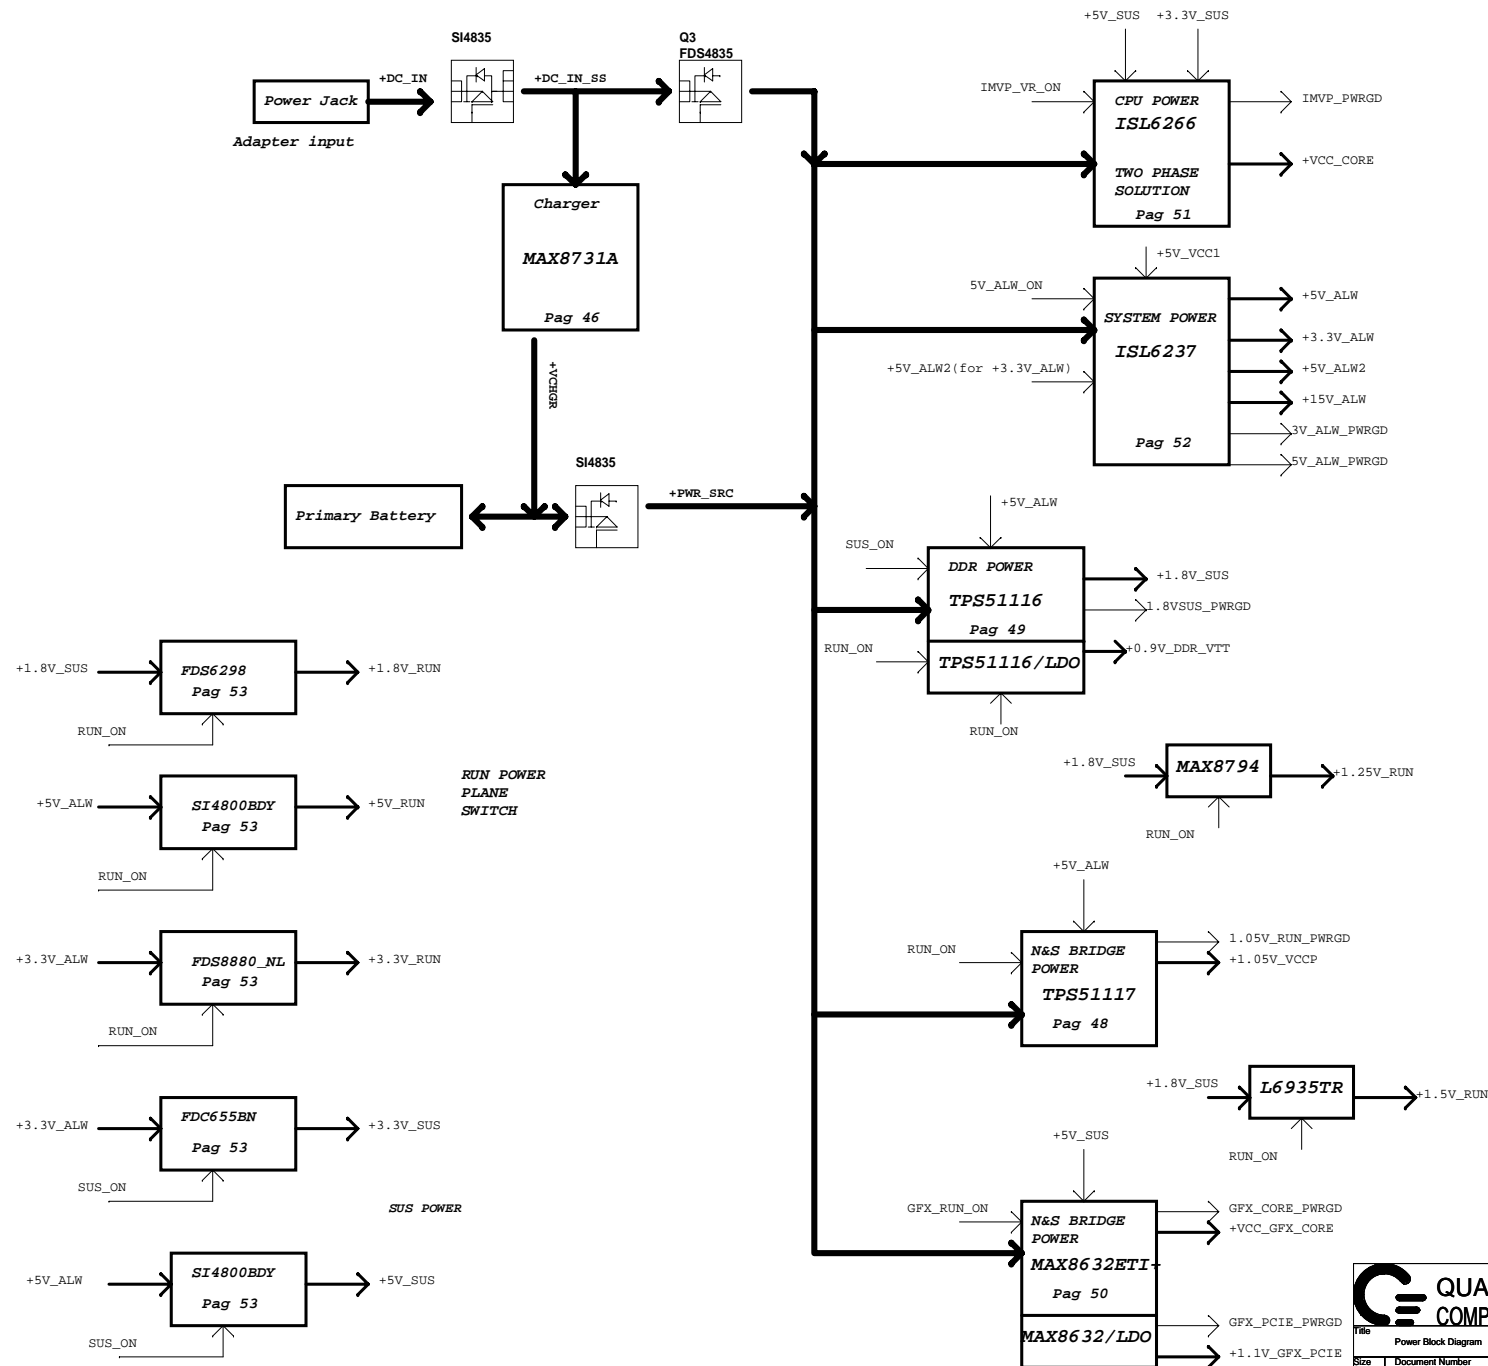 +5V_SUS
+3.3V_SUS
SI4835
Q3
FDS4835
+DC_IN
+DC_IN_SS
Power Jack
Adapter input
IMVP_VR_ON
CPU POWER
ISL6266
TWO PHASE
SOLUTION
Pag 51
IMVP_PWRGD
+VCC_CORE
Charger
MAX8731A
Pag 46
+VCHGR
+5V_VCC1
5V_ALW_ON
SYSTEM POWER
ISL6237
Pag 52
+5V_ALW2(for +3.3V_ALW)
+5V_ALW
+3.3V_ALW
+5V_ALW2
+15V_ALW
3V_ALW_PWRGD
5V_ALW_PWRGD
SI4835
Primary Battery
+PWR_SRC
+5V_ALW
SUS_ON
DDR POWER
TPS51116
Pag 49
TPS51116/LDO
RUN_ON
RUN_ON
+1.8V_SUS
1.8VSUS_PWRGD
+0.9V_DDR_VTT
+1.8V_SUS
FDS6298
Pag 53
+1.8V_RUN
RUN_ON
+1.8V_SUS
MAX8794
+1.25V_RUN
RUN_ON
RUN POWER
PLANE
SWITCH
+5V_ALW
SI4800BDY
Pag 53
+5V_RUN
RUN_ON
+5V_ALW
RUN_ON
N&S BRIDGE
POWER
TPS51117
Pag 48
1.05V_RUN_PWRGD
+1.05V_VCCP
+3.3V_ALW
FDS8880_NL
Pag 53
+3.3V_RUN
RUN_ON
+1.8V_SUS
L6935TR
+1.5V_RUN
RUN_ON
+3.3V_ALW
FDC655BN
Pag 53
+3.3V_SUS
SUS_ON
SUS POWER
+5V_SUS
GFX_RUN_ON
N&S BRIDGE
POWER
MAX8632ETI+
Pag 50
MAX8632/LDO
GFX_CORE_PWRGD
+VCC_GFX_CORE
GFX_PCIE_PWRGD
+1.1V_GFX_PCIE
+5V_ALW
SI4800BDY
Pag 53
+5V_SUS
SUS_ON
QUA
COMP
Title
Power Block Diagram
Size
Document Number